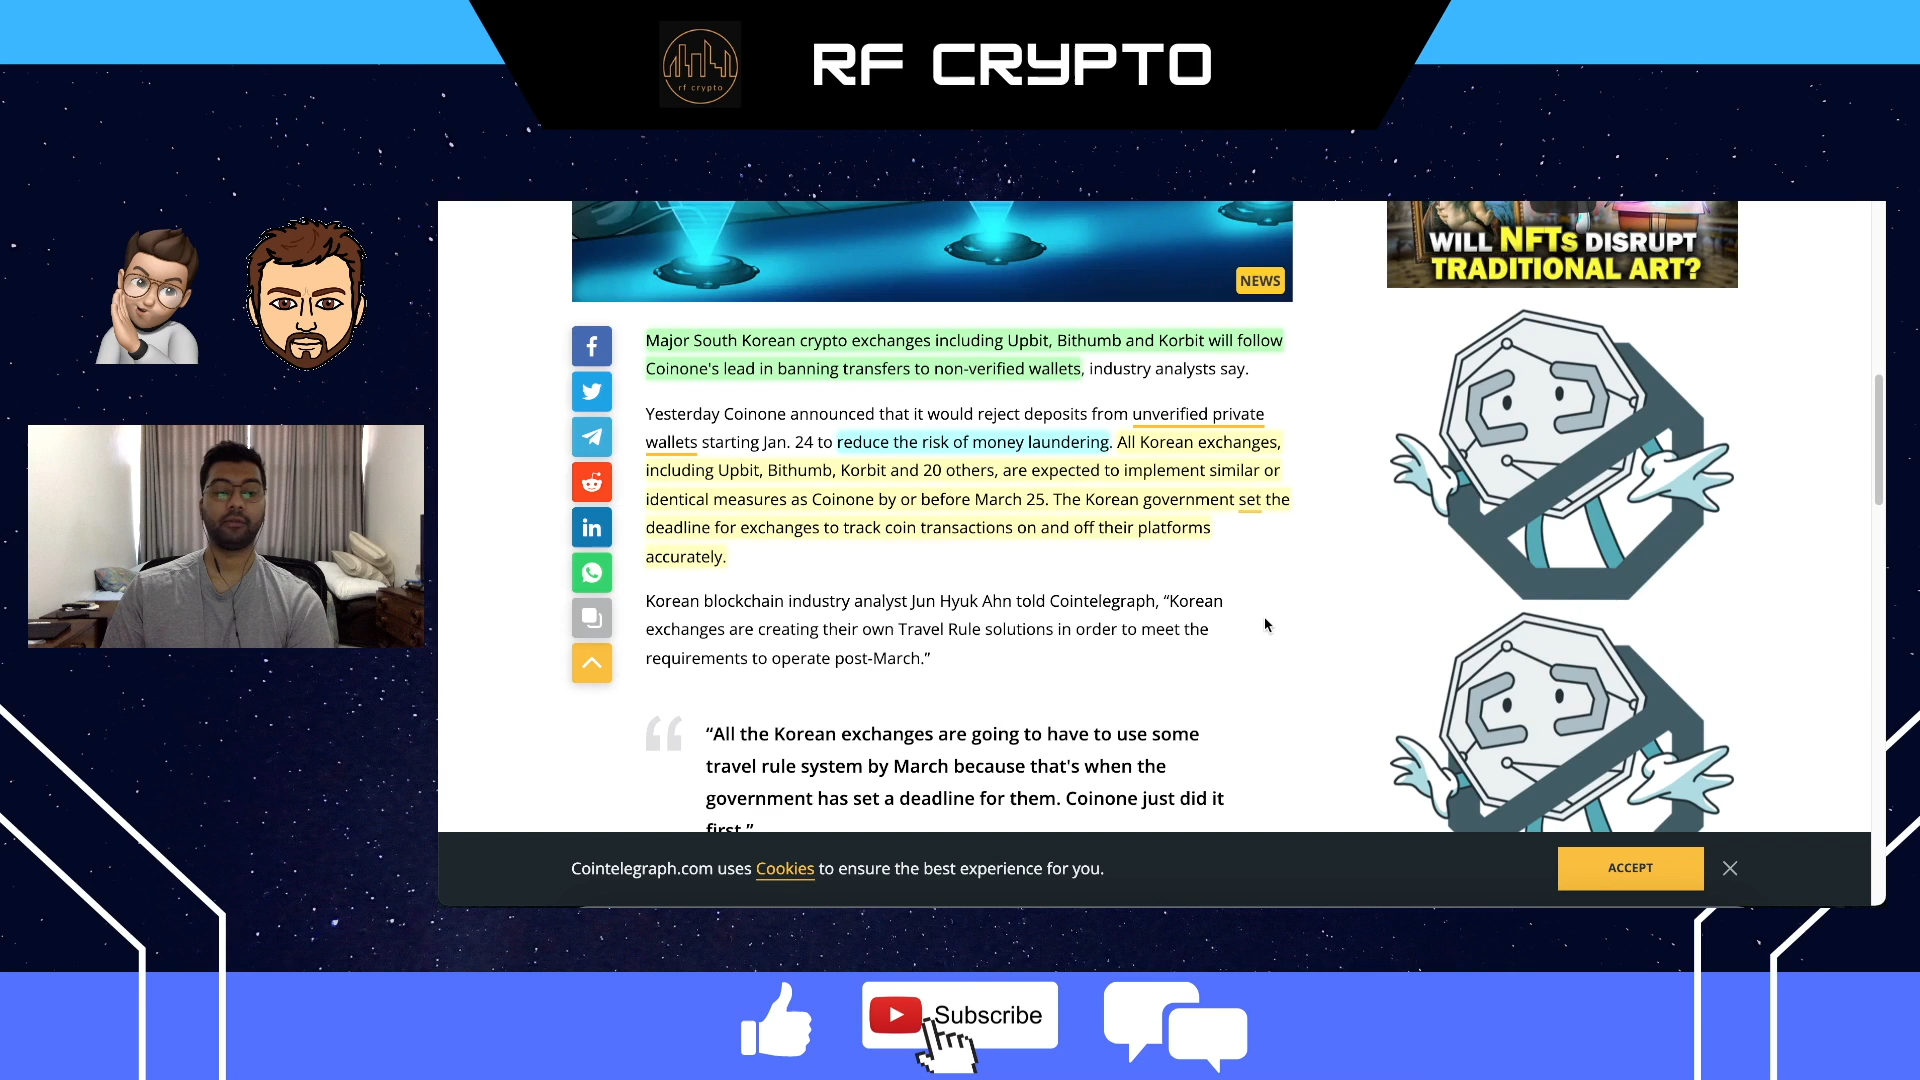 rf crypto
RF CRYPTO
NEWS
WILL NFTs DISRUPT
TRADITIONAL ART?
Major South Korean crypto exchanges including Upbit, Bithumb and Korbit will follow
Coinone's lead in banning transfers to non-verified wallets, industry analysts say.
Yesterday Coinone announced that it would reject deposits from unverified private
wallets starting Jan. 24 to reduce the risk of money laundering. All Korean exchanges,
including Upbit, Bithumb, Korbit and 20 others, are expected to implement similar or
identical measures as Coinone by or before March 25. The Korean government set the
deadline for exchanges to track coin transactions on and off their platforms
accurately.
Korean blockchain industry analyst Jun Hyuk Ahn told Cointelegraph, “Korean
exchanges are creating their own Travel Rule solutions in order to meet the
requirements to operate post-March.”
“All the Korean exchanges are going to have to use some
travel rule system by March because that's when the
government has set a deadline for them. Coinone just did it
first.”
Cointelegraph.com uses Cookies to ensure the best experience for you.
ACCEPT
Subscribe